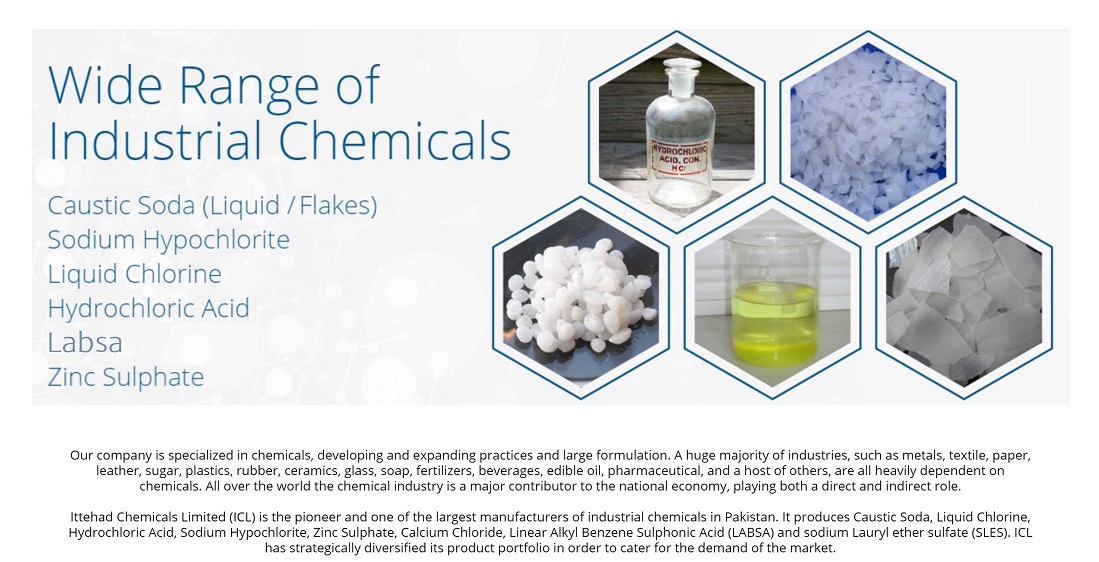 Wide Range of
Industrial Chemicals
Caustic Soda (Liquid / Flakes)
Sodium Hypochlorite
Liquid Chlorine
Hydrochloric Acid
Labsa
Zinc Sulphate
HYDROCHLORIC
ACID. CON.
HCl
Our company is specialized in chemicals, developing and expanding practices and large formulation. A huge majority of industries, such as metals, textile, paper,
leather, sugar, plastics, rubber, ceramics, glass, soap, fertilizers, beverages, edible oil, pharmaceutical, and a host of others, are all heavily dependent on
chemicals. All over the world the chemical industry is a major contributor to the national economy, playing both a direct and indirect role.
Ittehad Chemicals Limited (ICL) is the pioneer and one of the largest manufacturers of industrial chemicals in Pakistan. It produces Caustic Soda, Liquid Chlorine,
Hydrochloric Acid, Sodium Hypochlorite, Zinc Sulphate, Calcium Chloride, Linear Alkyl Benzene Sulphonic Acid (LABSA) and sodium Lauryl ether sulfate (SLES). ICL
has strategically diversified its product portfolio in order to cater for the demand of the market.